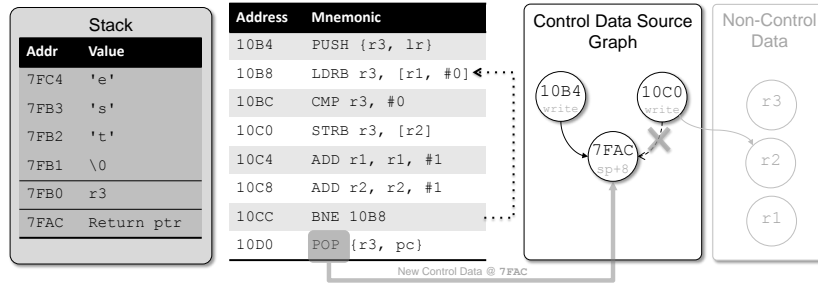 Stack
Addr Value
7FC4 'e'
7FB3 's'
7FB2 't'
7FB1 \0
7FB0 r3
7FAC Return ptr
Address Mnemonic
10B4 PUSH {r3, lr}
10B8 LDRB r3, [r1, #0]
10BC CMP r3, #0
10C0 STRB r3, [r2]
10C4 ADD r1, r1, #1
10C8 ADD r2, r2, #1
10CC BNE 10B8
10D0 POP {r3, pc}
New Control Data @ 7FAC
Control Data Source
Graph
10B4
write
10C0
write
7FAC
sp+8
Non-Control
Data
r3
r2
r1